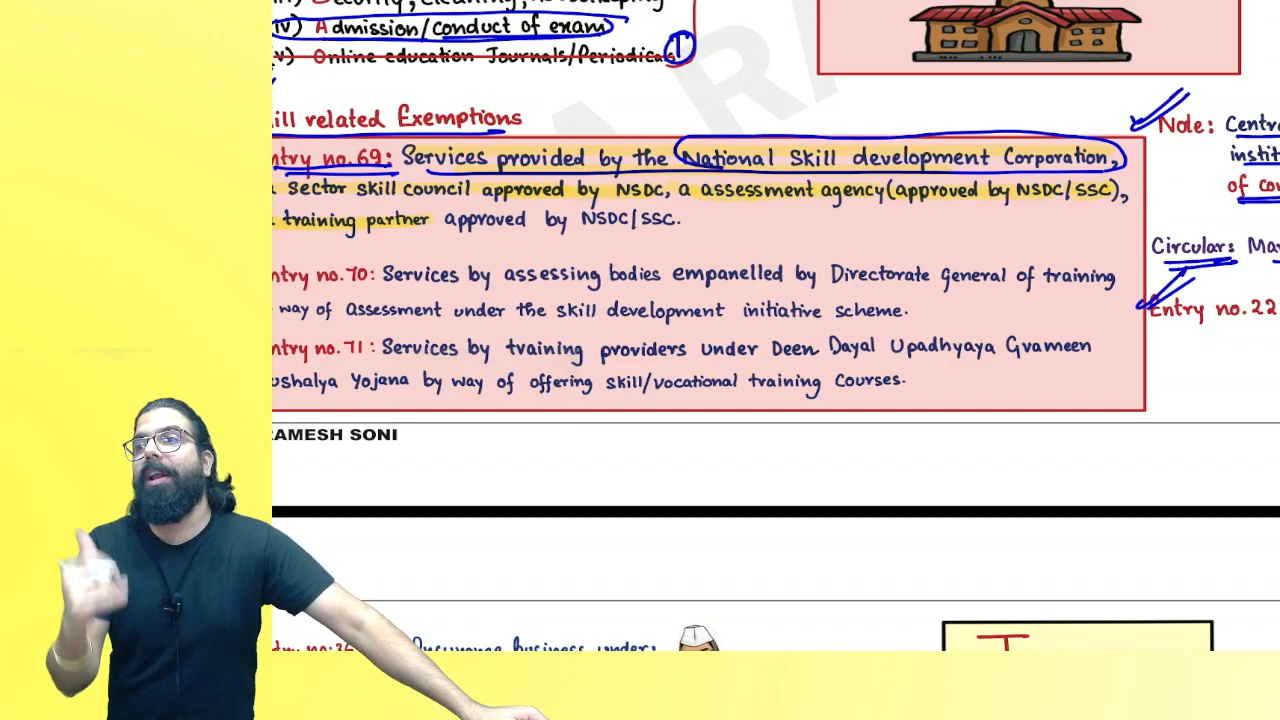 iv) Admission/conduct of exam
v) Online education Journals/Periodicals
ill related Exemptions
ntry no. 69: Services provided by the National Skill development Corporation,
Sector skill council approved by NSDC, a assessment agency(approved by NSDC/SSC),
training partner approved by NSDC/SSC.
ntry no. 70: Services by assessing bodies empanelled by Directorate General of training
way of assessment under the skill development initiative scheme.
ntry no. 71: Services by training providers under Deen Dayal Upadhyaya Grameen
ushalya Yojana by way of offering skill/vocational training Courses.
Note: Centra
instit
of co
Circular: Ma
Entry no. 22
RAMESH SONI